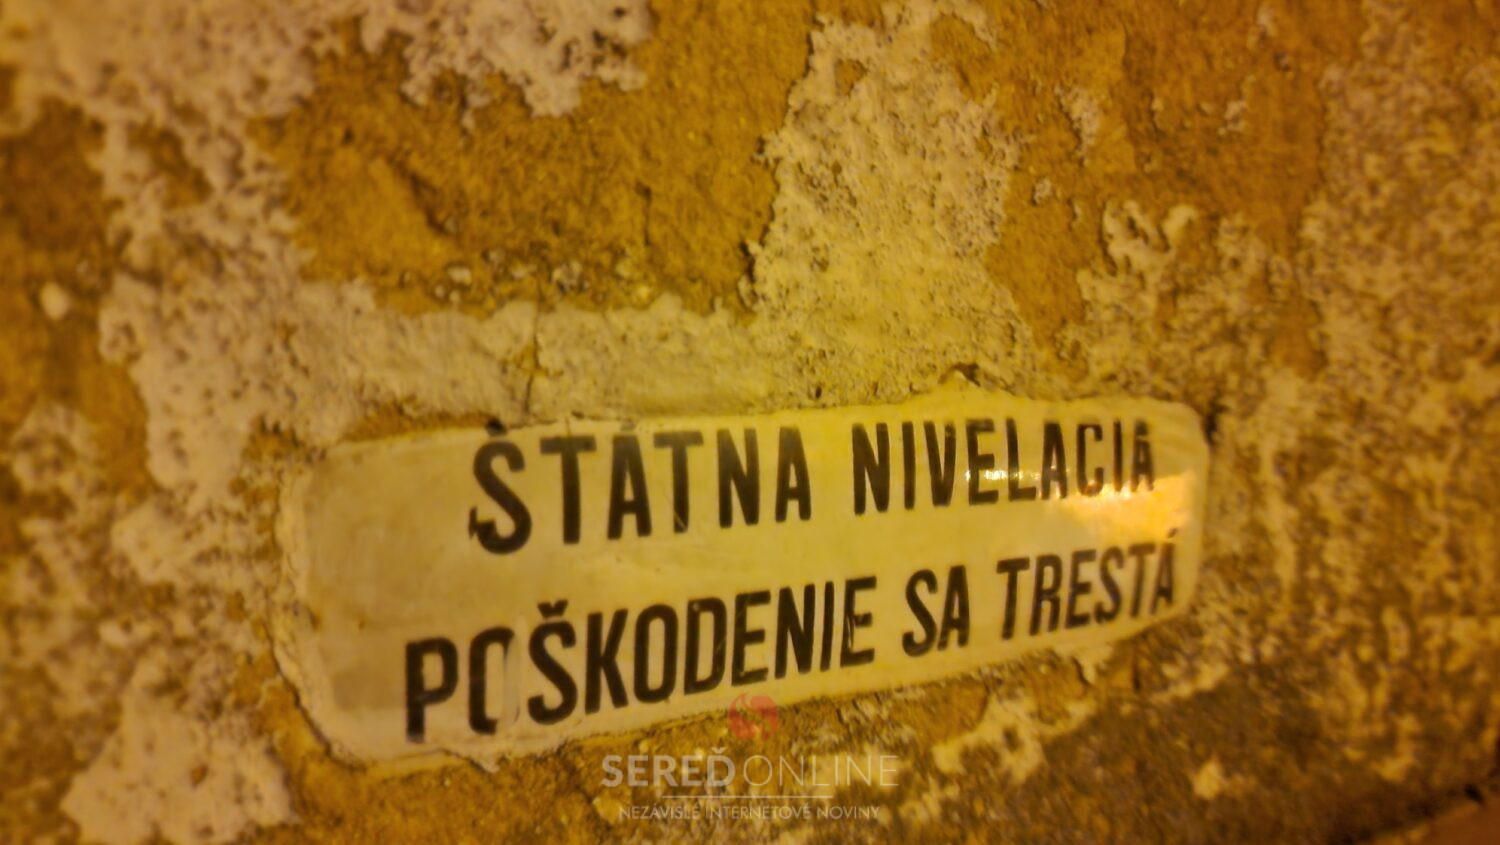 ŠTÁTNA NIVELACIA
POŠKODENIE SA TRESTÁ
SEREĎONLINE
NEZÁVISLÉ INTERNETOVÉ NOVINY